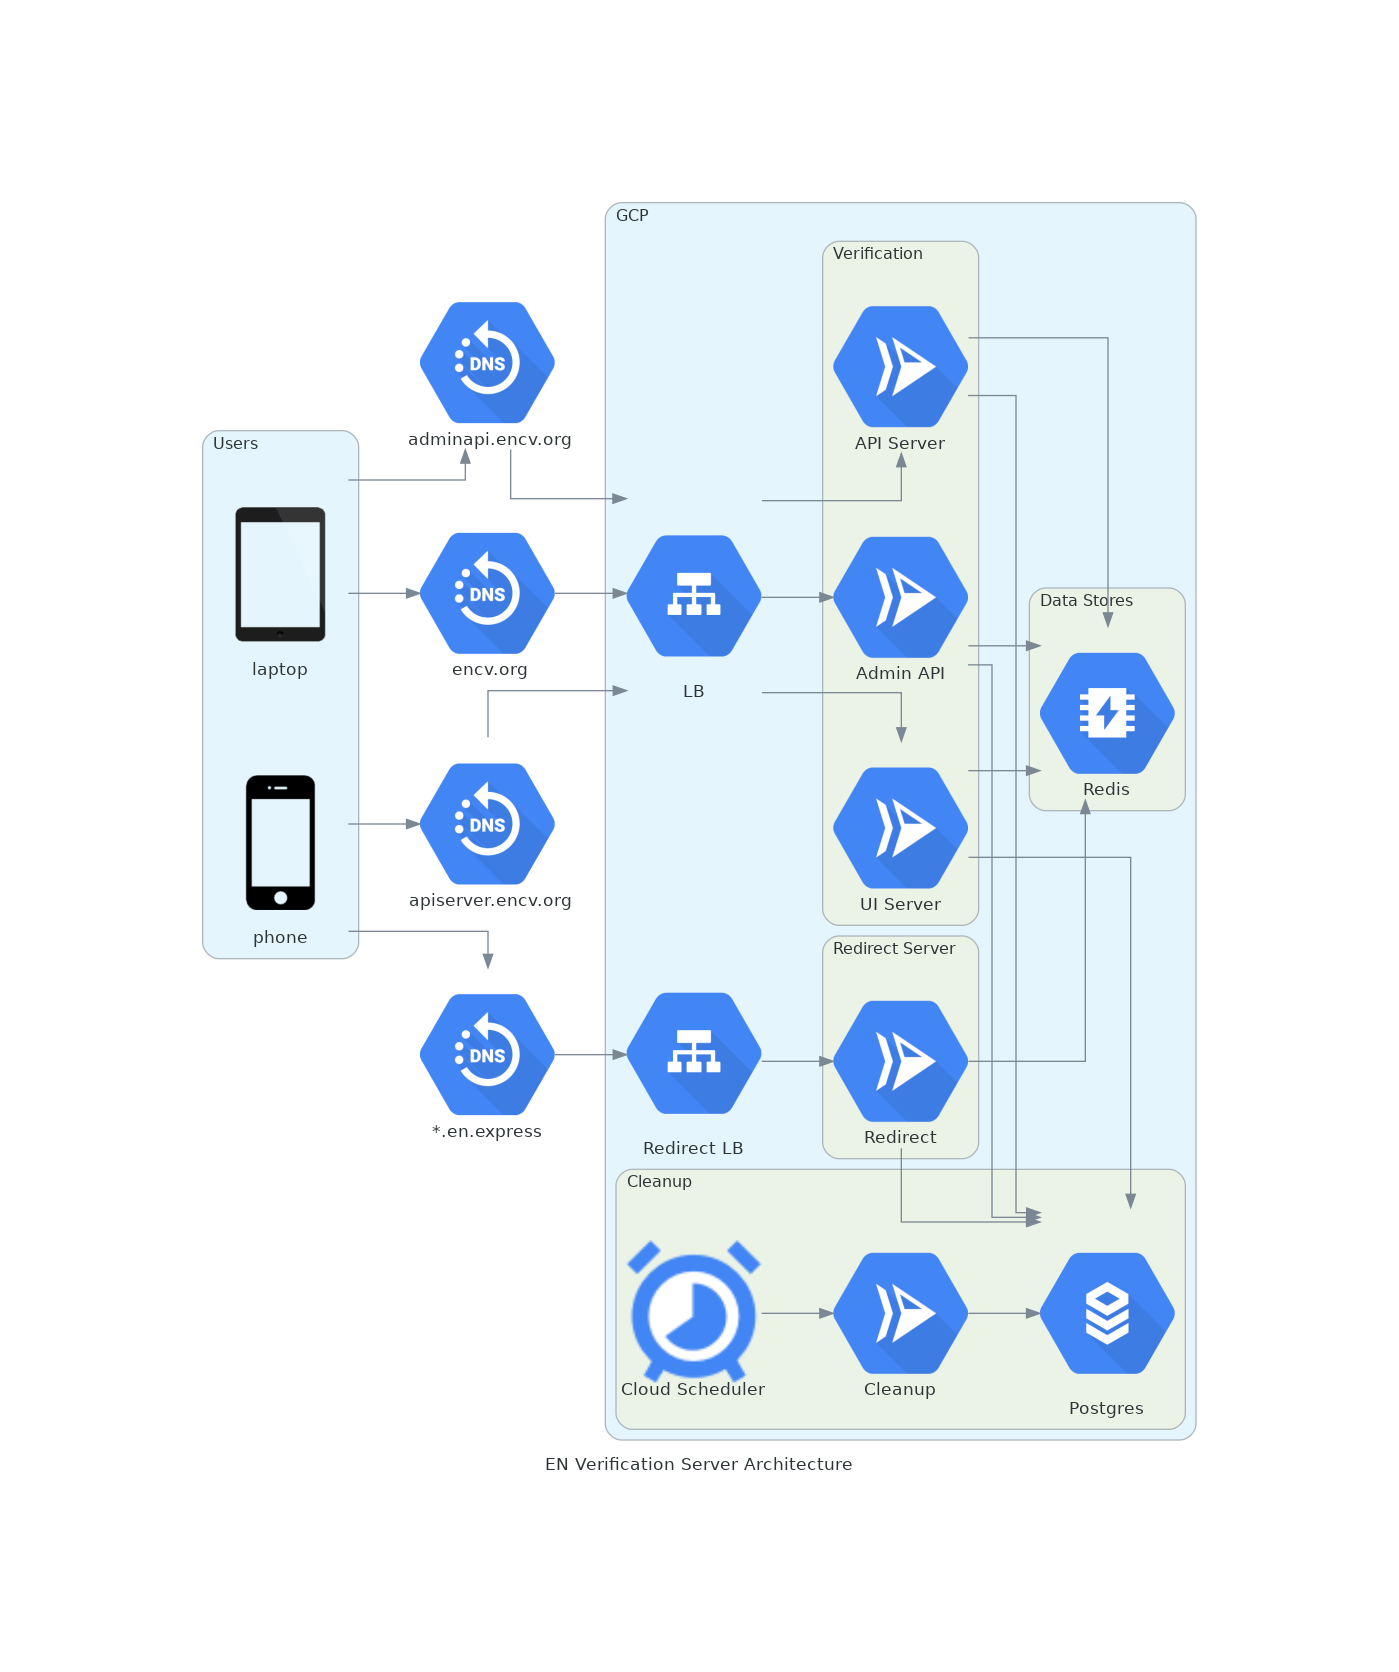 GCP
Verification
DNS
adminapi.encv.org
API Server
Users
DNS
encv.org
laptop
LB
Admin API
Data Stores
Redis
DNS
apiserver.encv.org
phone
UI Server
Redirect Server
DNS
*.en.express
Redirect LB
Redirect
Cleanup
Cloud Scheduler
Cleanup
Postgres
EN Verification Server Architecture